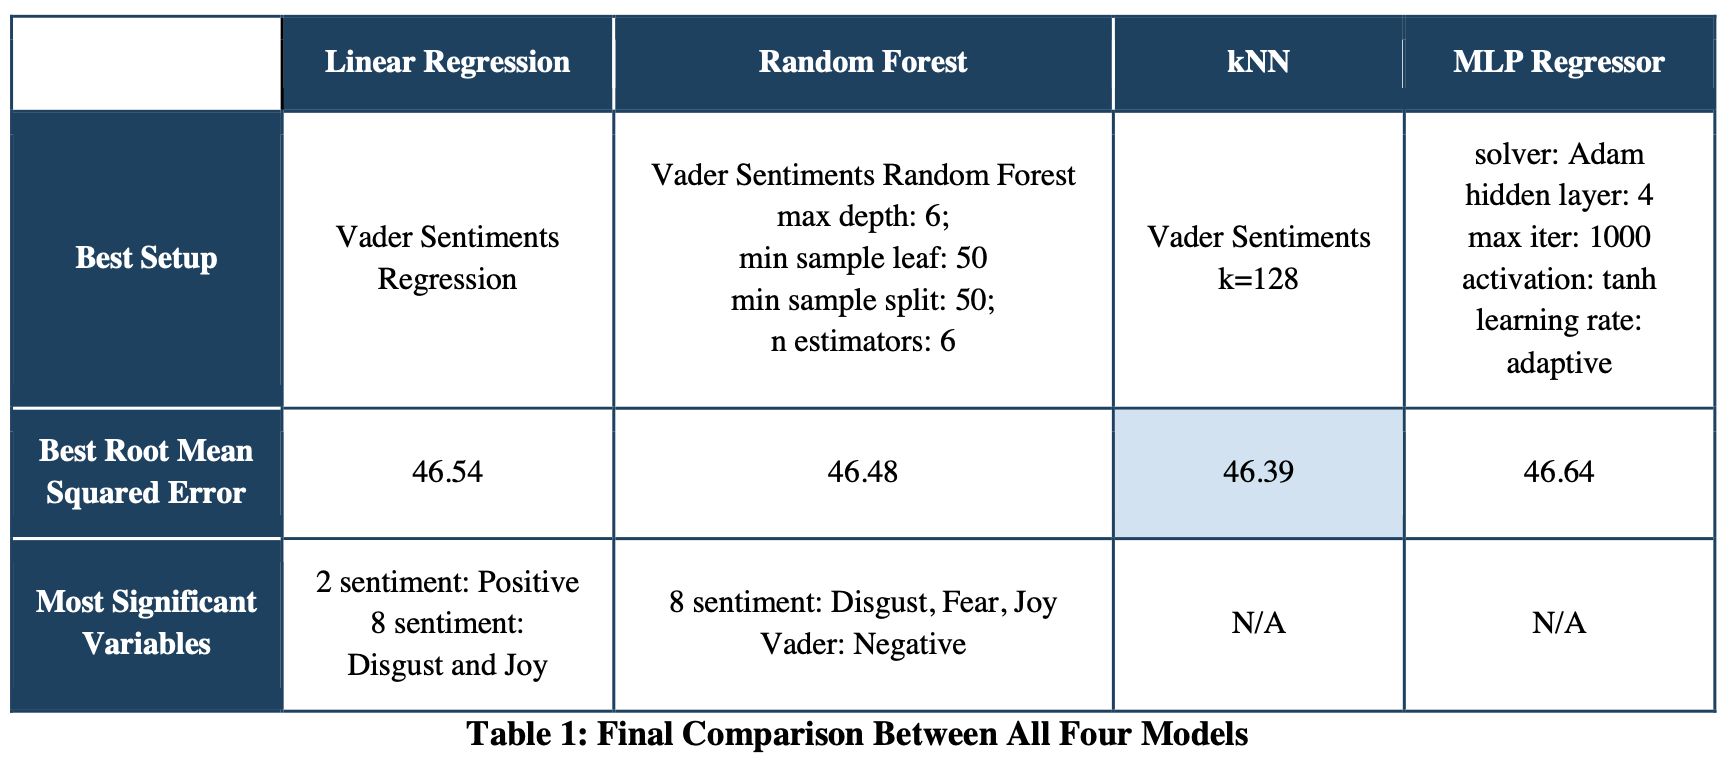 Linear Regression
Random Forest
kNN
MLP Regressor
Best Setup
Vader Sentiments
Regression
Vader Sentiments Random Forest
max depth: 6;
min sample leaf: 50
min sample split: 50;
n estimators: 6
Vader Sentiments
k=128
solver: Adam
hidden layer: 4
max iter: 1000
activation: tanh
learning rate:
adaptive
Best Root Mean
Squared Error
46.54
46.48
46.39
46.64
Most Significant
Variables
2 sentiment: Positive
8 sentiment:
Disgust and Joy
8 sentiment: Disgust, Fear, Joy
Vader: Negative
N/A
N/A
Table 1: Final Comparison Between All Four Models